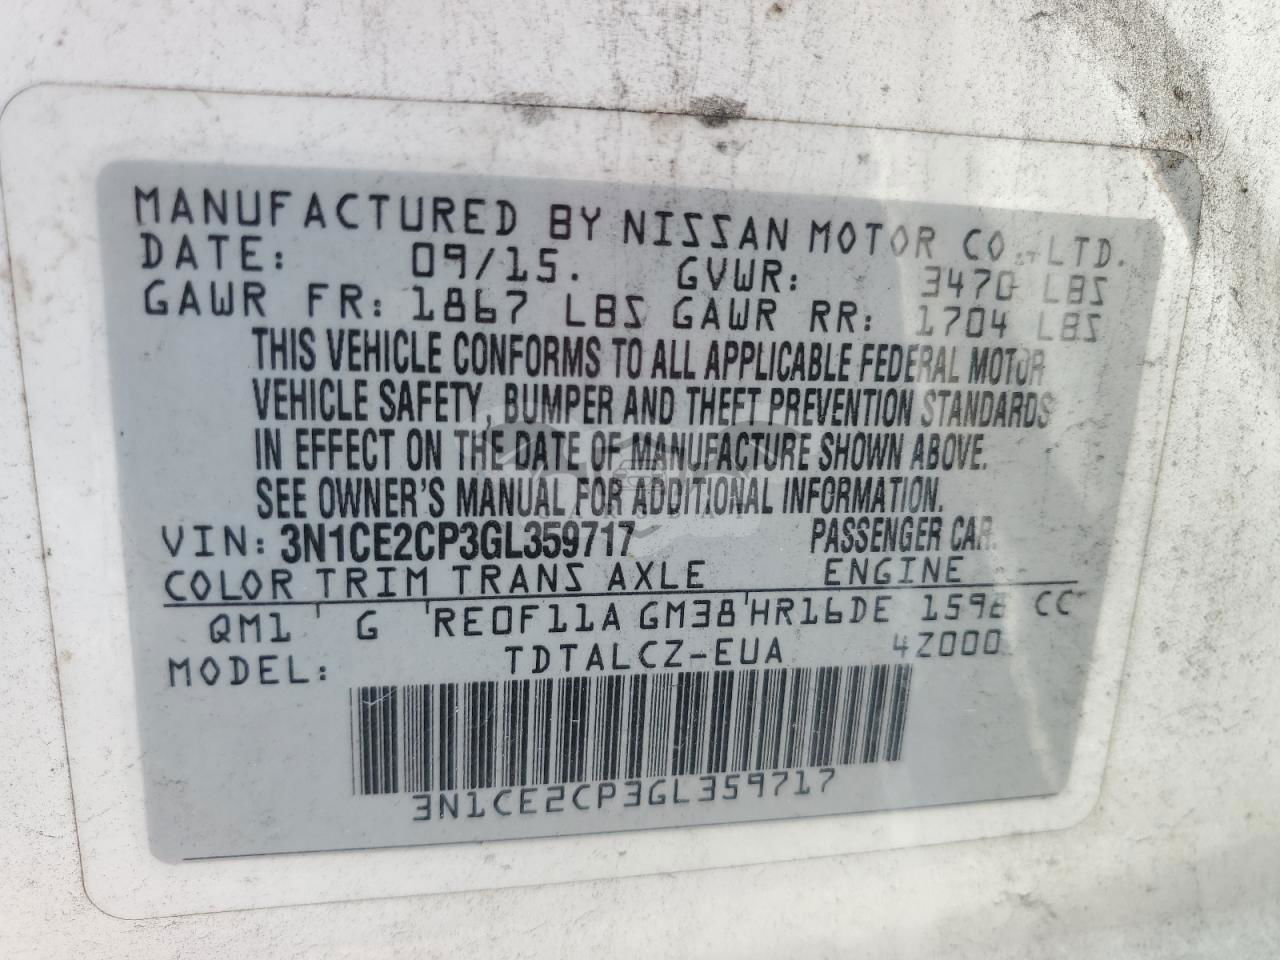 MANUFACTURED BY NISSAN MOTOR CO., LTD.
DATE: 09/15. GVWR: 3470 LBS
GAWR FR: 1867 LBS GAWR RR: 1704 LBS
THIS VEHICLE CONFORMS TO ALL APPLICABLE FEDERAL MOTOR
VEHICLE SAFETY, BUMPER AND THEFT PREVENTION STANDARDS
IN EFFECT ON THE DATE OF MANUFACTURE SHOWN ABOVE.
SEE OWNER'S MANUAL FOR ADDITIONAL INFORMATION.
VIN: 3N1CE2CP3GL359717 PASSENGER CAR.
COLOR TRIM TRANS AXLE ENGINE
QM1 G RE0F11A GM38 HR16DE 1598 CC
MODEL: TDTALCZ-EUA 4Z000
3N1CE2CP3GL359717